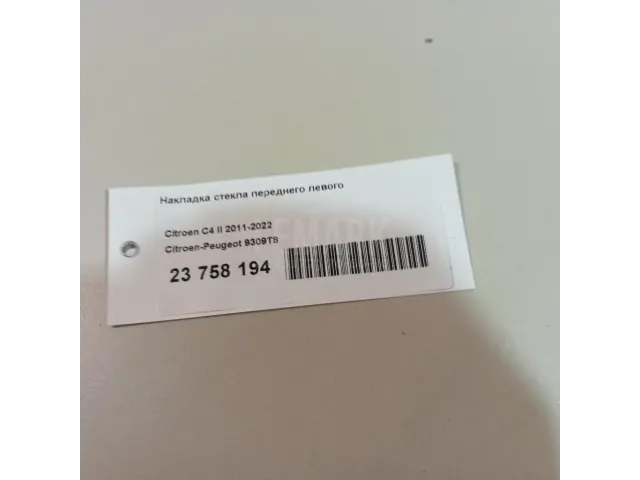 Накладка стекла переднего левого
Citroen C4 II 2011-2022
Citroen-Peugeot 9309T8
23 758 194